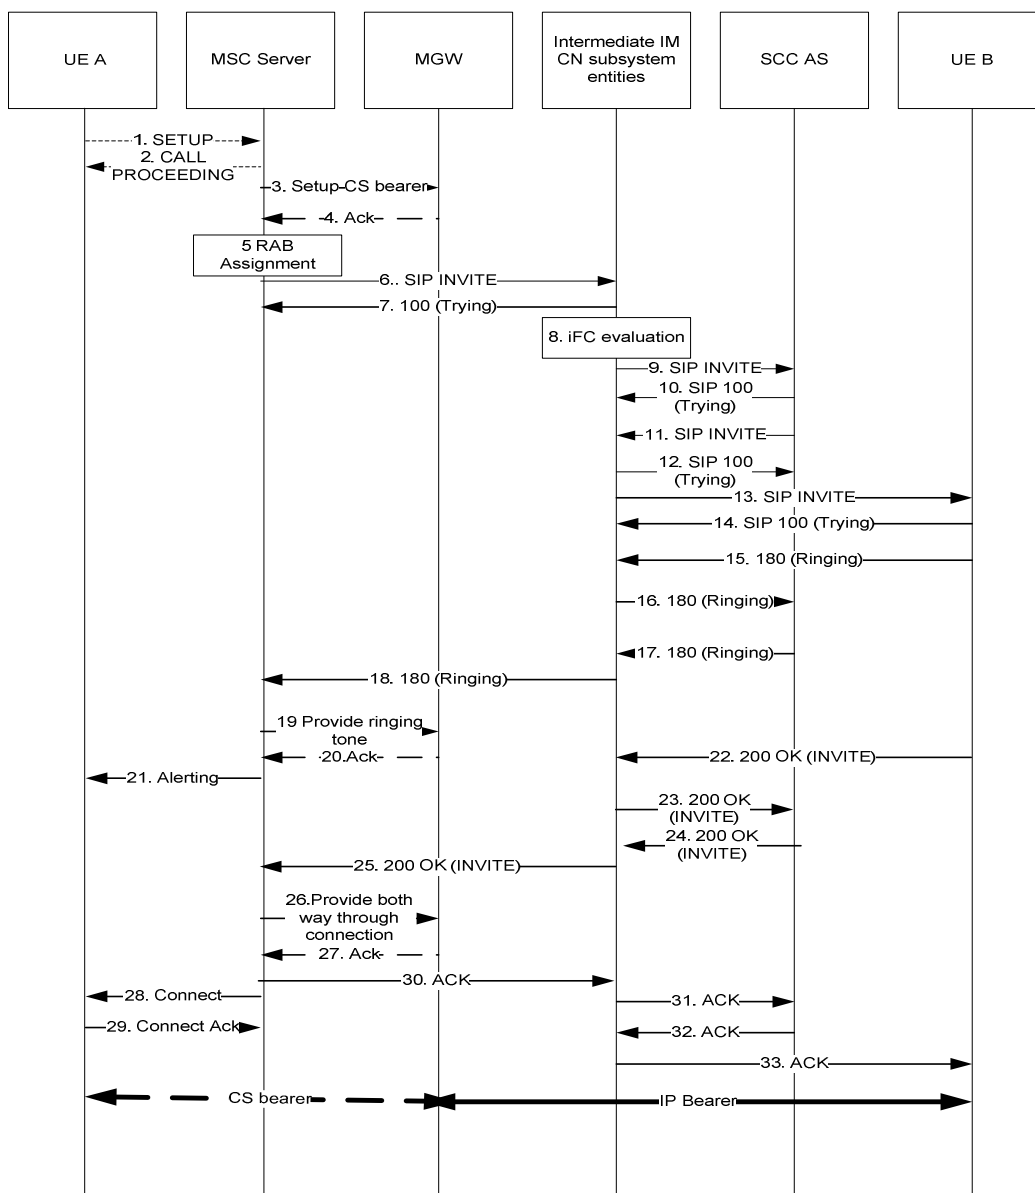 UE A
MSC Server
MGW
Intermediate IM
CN subsystem
entities
SCC AS
UE B
1. SETUP
2. CALL
PROCEEDING
3. Setup CS bearer
4. Ack
5 RAB
Assignment
6.. SIP INVITE
7. 100 (Trying)
8. iFC evaluation
9. SIP INVITE
10. SIP 100
(Trying)
11. SIP INVITE
12. SIP 100
(Trying)
13. SIP INVITE
14. SIP 100 (Trying)
15. 180 (Ringing)
16. 180 (Ringing)
17. 180 (Ringing)
18. 180 (Ringing)
19 Provide ringing
tone
20.Ack
22. 200 OK (INVITE)
21. Alerting
23. 200 OK
(INVITE)
24. 200 OK
(INVITE)
25. 200 OK (INVITE)
26.Provide both
way through
connection
27. Ack
30. ACK
28. Connect
31. ACK
29. Connect Ack
32. ACK
33. ACK
CS bearer
IP Bearer